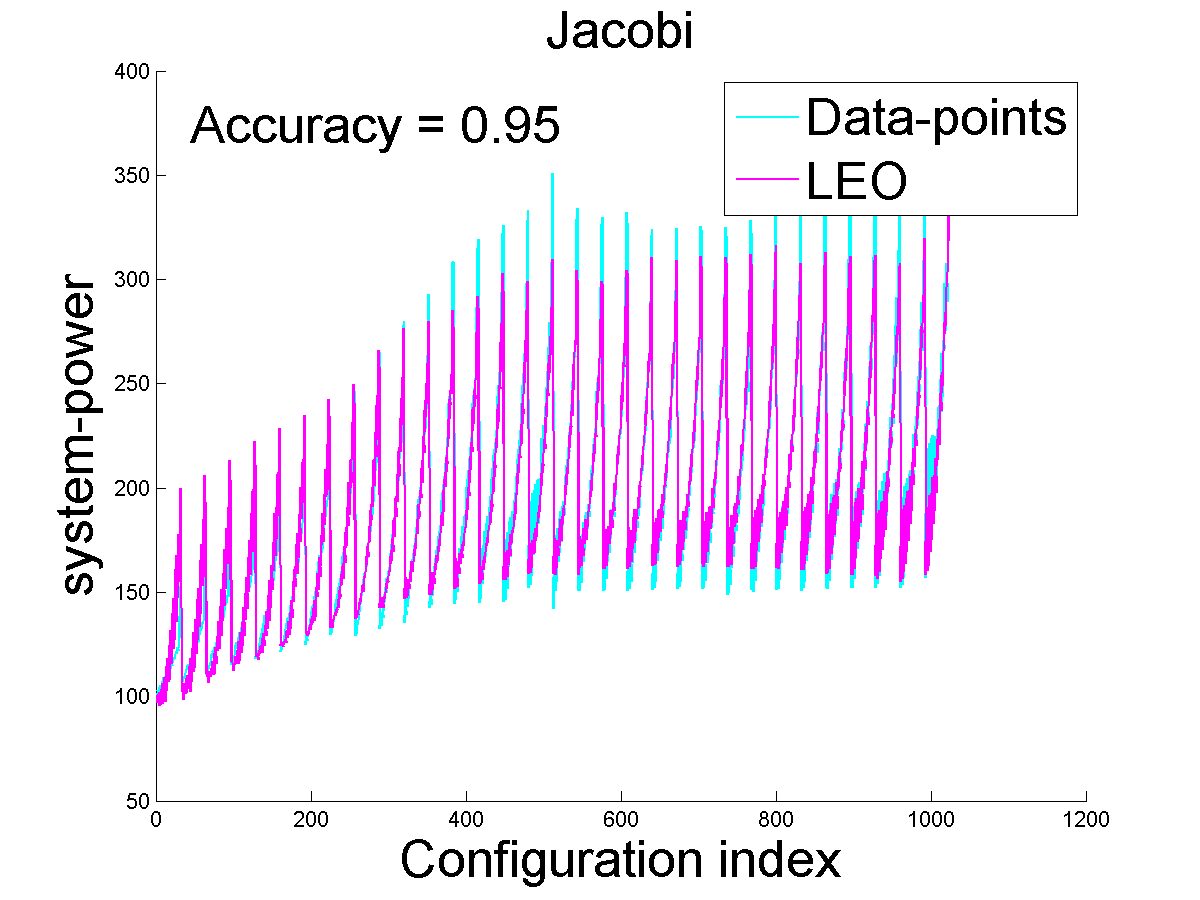 Jacobi
400
Accuracy = 0.95
Data-points
LEO
350
300
250
200
150
100
50
system-power
0 200 400 600 800 1000 1200
Configuration index